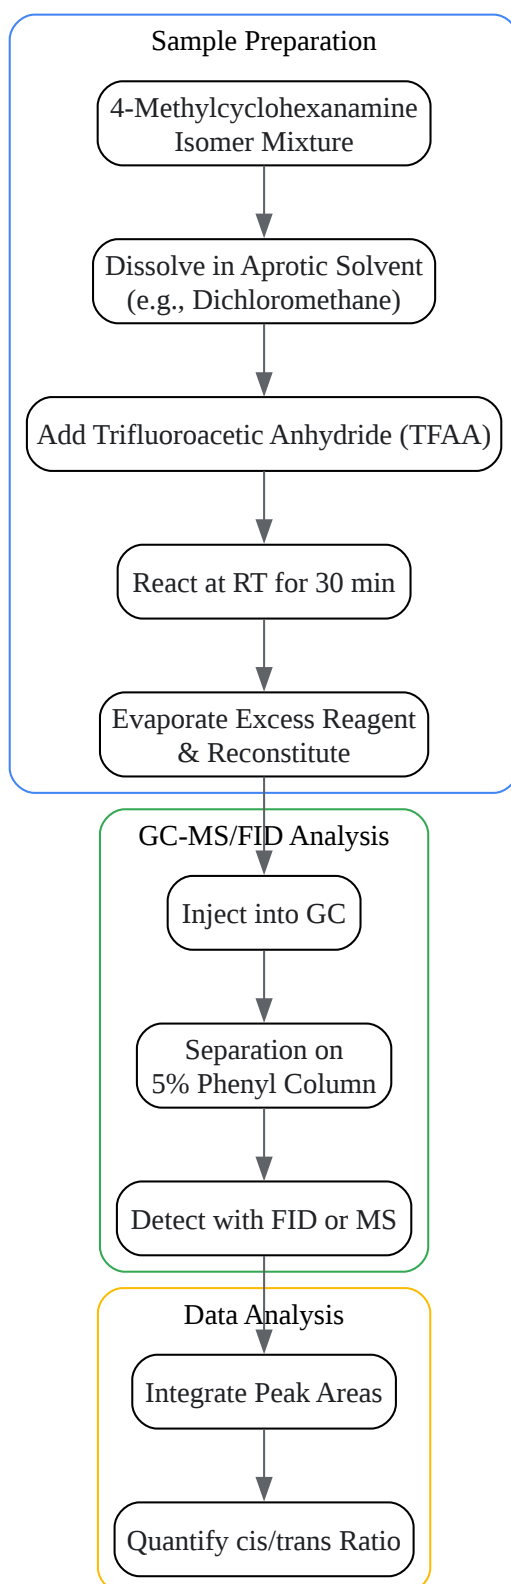 Sample Preparation
4-Methylcyclohexanamine
Isomer Mixture
Dissolve in Aprotic Solvent
(e.g., Dichloromethane)
Add Trifluoroacetic Anhydride (TFAA)
React at RT for 30 min
Evaporate Excess Reagent
& Reconstitute
GC-MS/FID Analysis
Inject into GC
Separation on
5% Phenyl Column
Detect with FID or MS
Data Analysis
Integrate Peak Areas
Quantify cis/trans Ratio